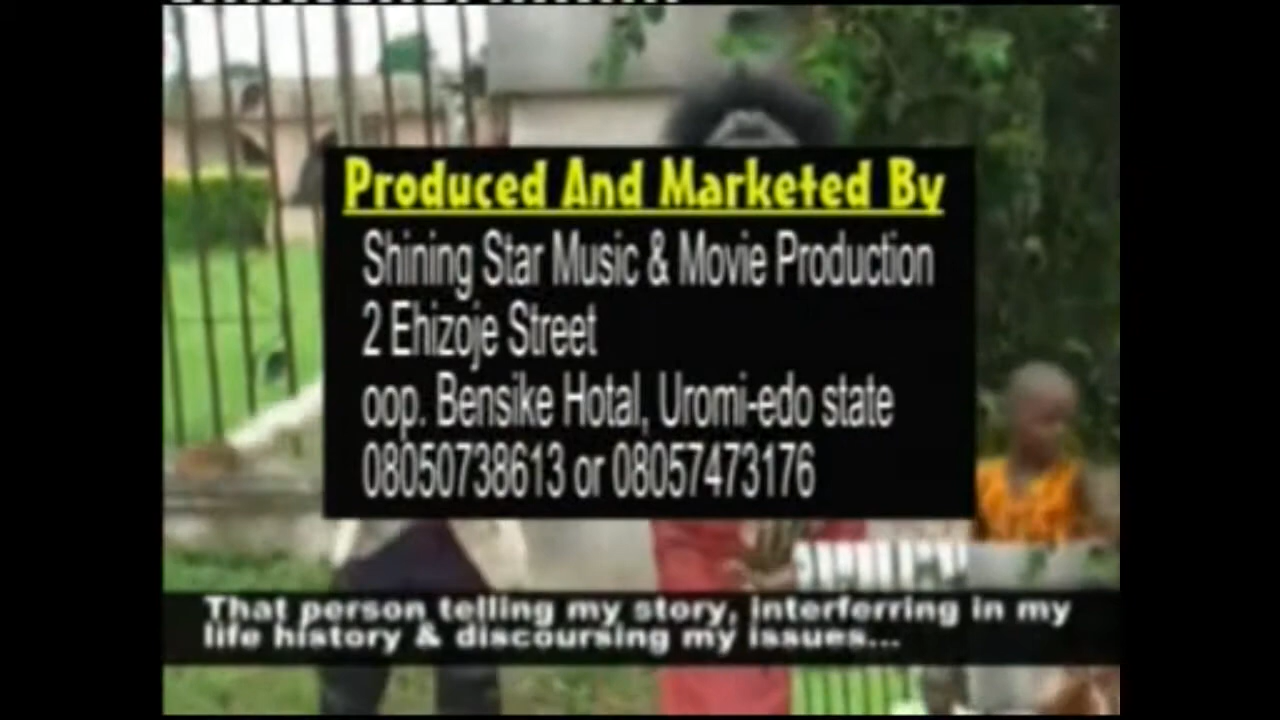 Produced And Marketed By
Shining Star Music & Movie Production
2 Ehizoje Street
oop. Bensike Hotal, Uromi-edo state
08050738613 or 08057473176
That person telling my story, interferring in my
life history & discoursing my issues...